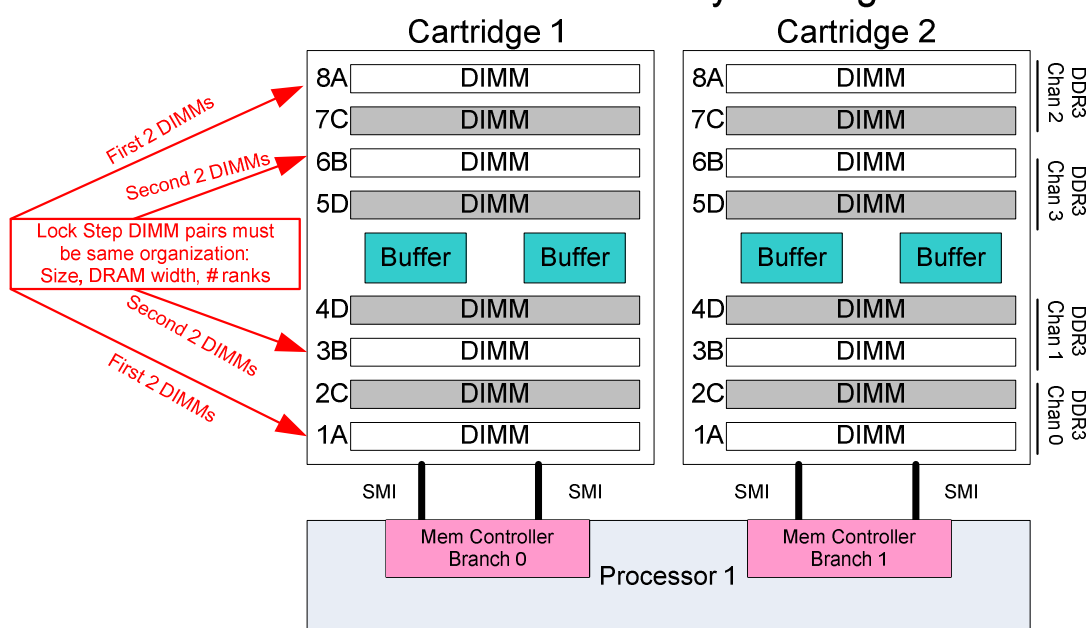 Cartridge 1
Cartridge 2
8A DIMM
7C DIMM
6B DIMM
5D DIMM
Buffer Buffer
4D DIMM
3B DIMM
2C DIMM
1A DIMM
8A DIMM
7C DIMM
6B DIMM
5D DIMM
Buffer Buffer
4D DIMM
3B DIMM
2C DIMM
1A DIMM
DDR3
Chan 2
DDR3
Chan 3
DDR3
Chan 1
DDR3
Chan 0
First 2 DIMMs
Second 2 DIMMs
Lock Step DIMM pairs must
be same organization:
Size, DRAM width, # ranks
Second 2 DIMMs
First 2 DIMMs
SMI SMI SMI SMI
Mem Controller
Branch 0
Mem Controller
Branch 1
Processor 1